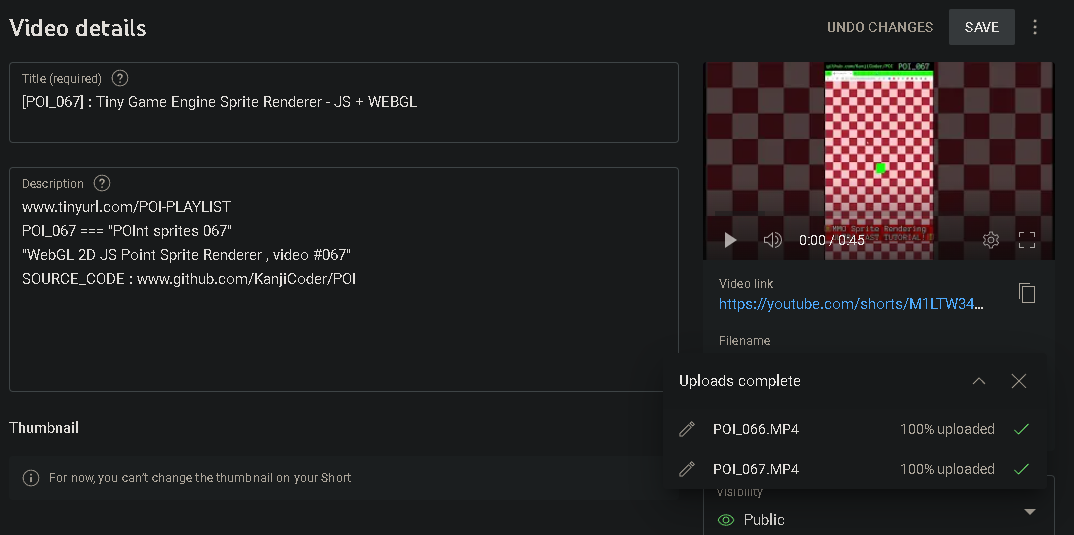 Video details
UNDO CHANGES
SAVE
Title (required)
[POI_067] : Tiny Game Engine Sprite Renderer - JS + WEBGL
Description
www.tinyurl.com/POI-PLAYLIST
POI_067 === "POInt sprites 067"
"WebGL 2D JS Point Sprite Renderer , video #067"
SOURCE_CODE : www.github.com/KanjiCoder/POI
Thumbnail
For now, you can't change the thumbnail on your Short
github.com/KanjiCoder/POI POI_067
MMO Sprite Rendering
FAST TUTORIAL!
0:00 / 0:45
Video link
https://youtube.com/shorts/M1LTW34...
Filename
Uploads complete
POI_066.MP4 100% uploaded
POI_067.MP4 100% uploaded
Visibility
Public